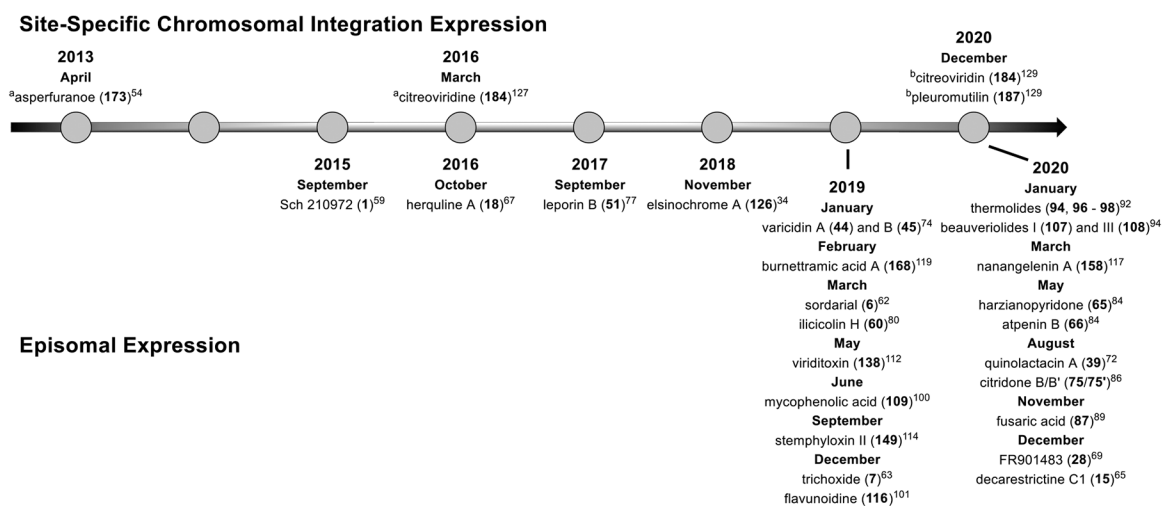 Site-Specific Chromosomal Integration Expression
2013
April
ᵃasperfuranoe (173)⁵⁴
2016
March
ᵃcitreoviridine (184)¹²⁷
2020
December
ᵇcitreoviridin (184)¹²⁹
ᵇpleuromutilin (187)¹²⁹
2015
September
Sch 210972 (1)⁵⁹
2016
October
herquline A (18)⁶⁷
2017
September
leporin B (51)⁷⁷
2018
November
elsinochrome A (126)³⁴
2019
January
varicidin A (44) and B (45)⁷⁴
February
burnettramic acid A (168)¹¹⁹
March
sordarial (6)⁶²
ilicicolin H (60)⁸⁰
May
viriditoxin (138)¹¹²
June
mycophenolic acid (109)¹⁰⁰
September
stemphyloxin II (149)¹¹⁴
December
trichoxide (7)⁶³
flavunoidine (116)¹⁰¹
2020
January
thermolides (94, 96 - 98)⁹²
beauveriolides I (107) and III (108)⁹⁴
March
nanangelenin A (158)¹¹⁷
May
harzianopyridone (65)⁸⁴
atpenin B (66)⁸⁴
August
quinolactacin A (39)⁷²
citridone B/B' (75/75')⁸⁶
November
fusaric acid (87)⁸⁹
December
FR901483 (28)⁶⁹
decarestrictine C1 (15)⁶⁵
Episomal Expression